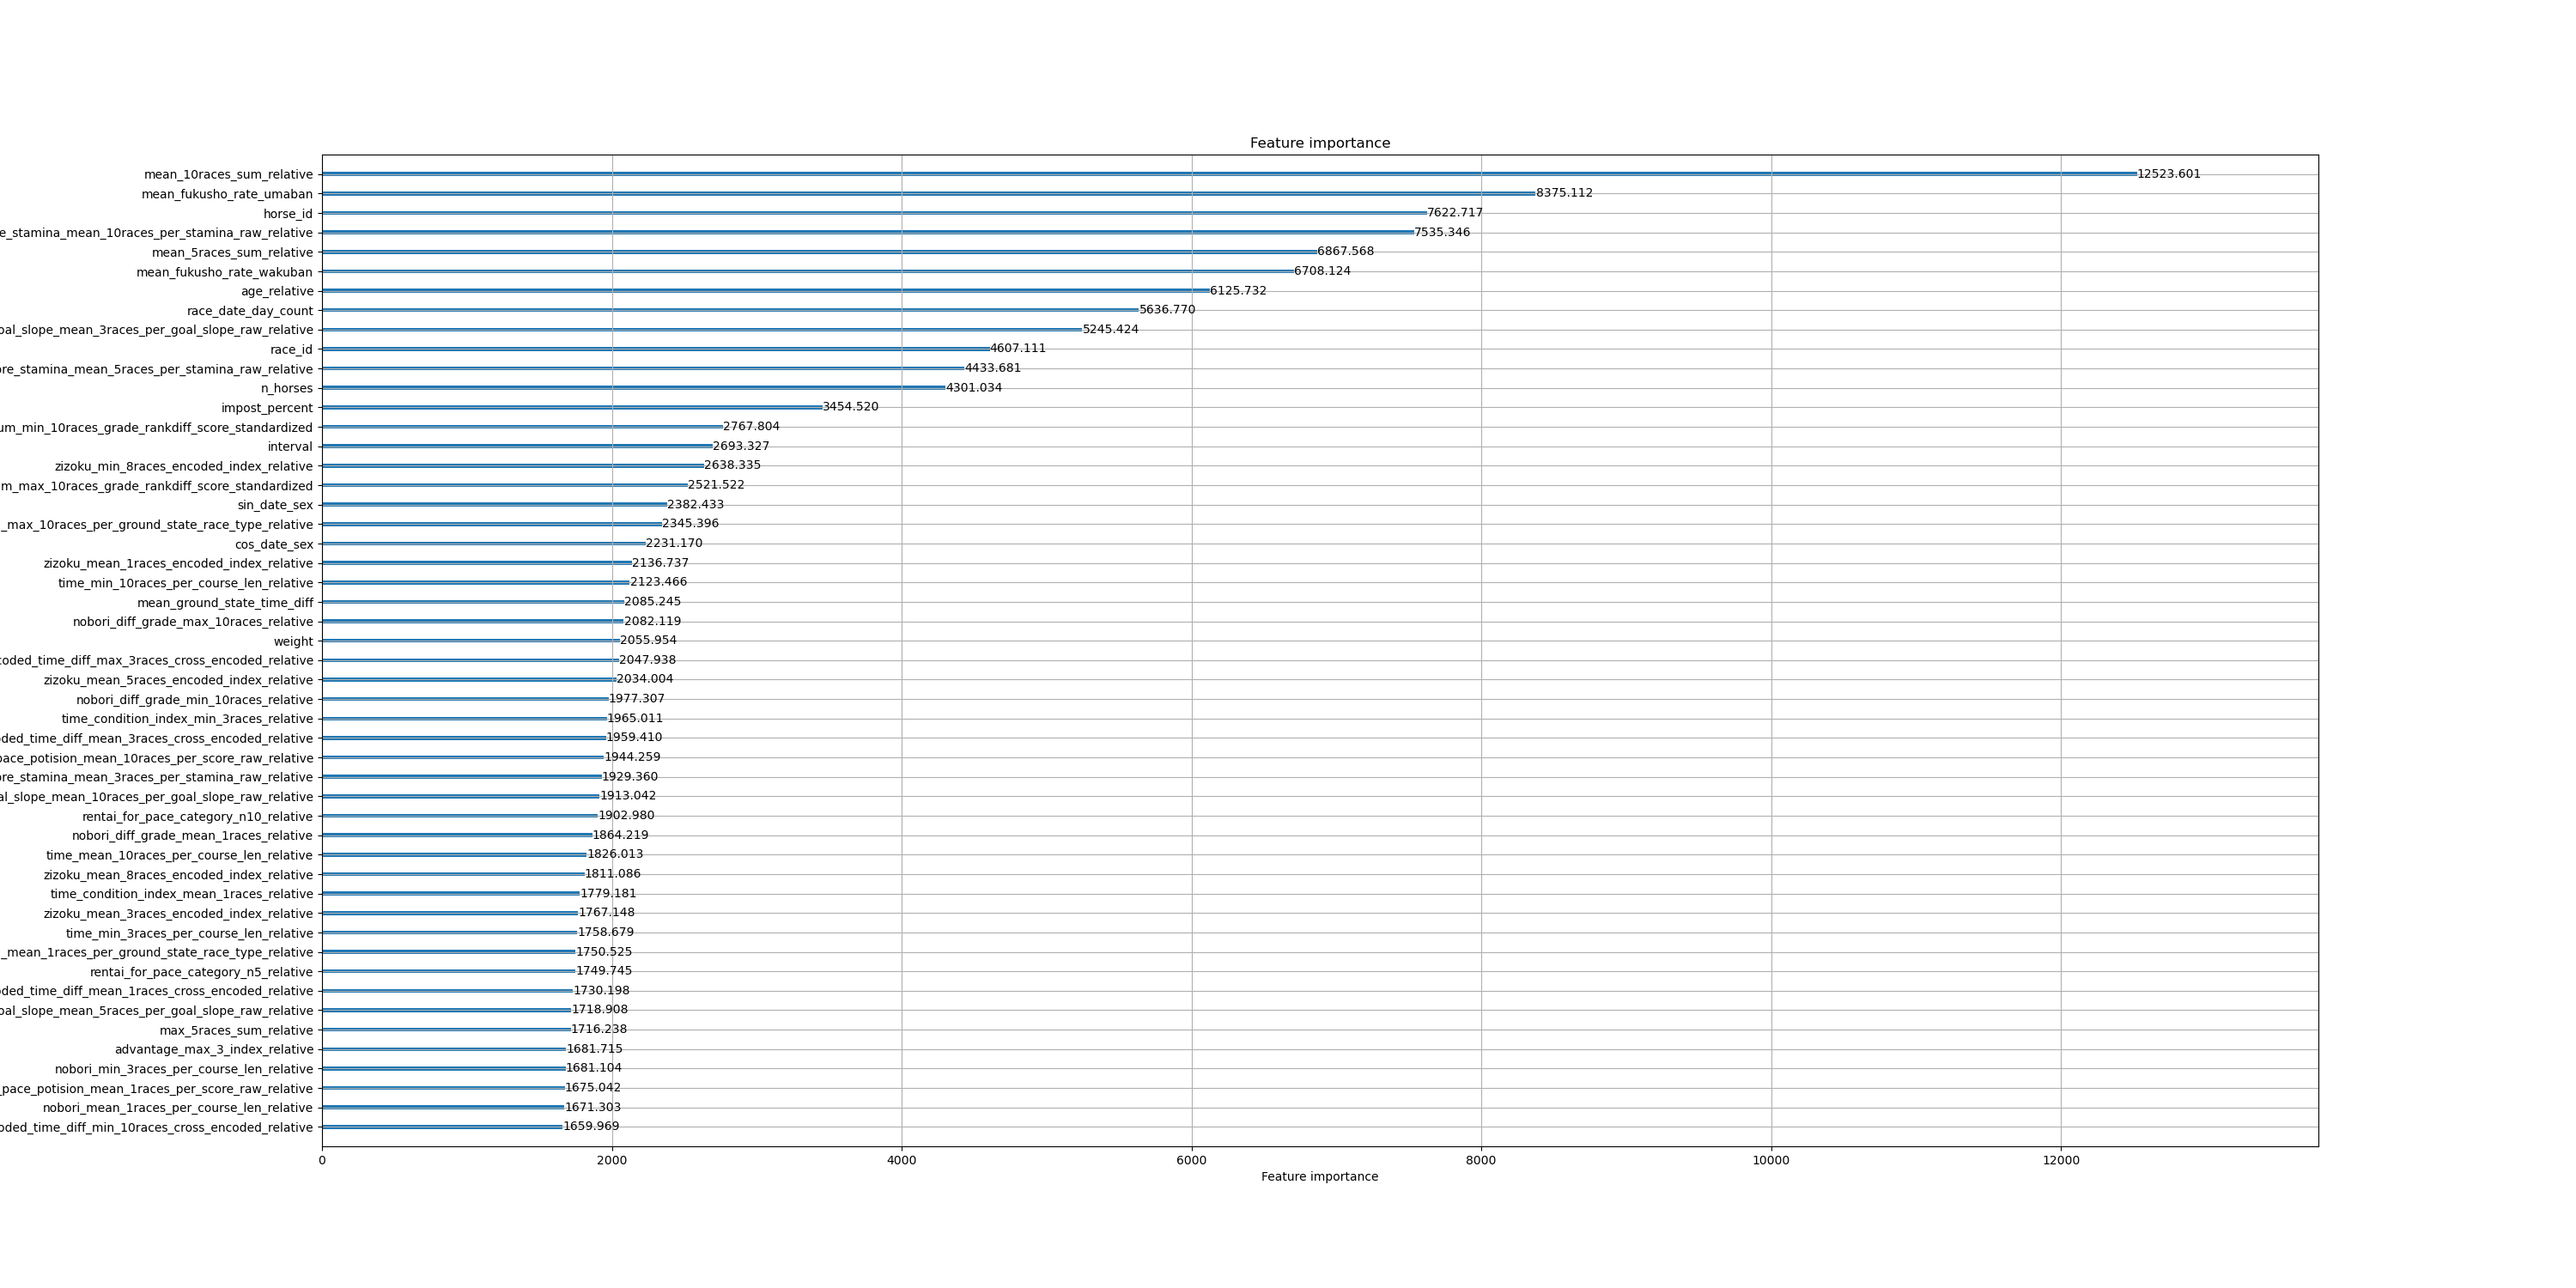 Feature importance
mean_10races_sum_relative 12523.601
mean_fukusho_rate_umaban 8375.112
horse_id 7622.717
e_stamina_mean_10races_per_stamina_raw_relative 7535.346
mean_5races_sum_relative 6867.568
mean_fukusho_rate_wakuban 6708.124
age_relative 6125.732
race_date_day_count 5636.770
oal_slope_mean_3races_per_goal_slope_raw_relative 5245.424
race_id 4607.111
ore_stamina_mean_5races_per_stamina_raw_relative 4433.681
n_horses 4301.034
impost_percent 3454.520
um_min_10races_grade_rankdiff_score_standardized 2767.804
interval 2693.327
zizoku_min_8races_encoded_index_relative 2638.335
m_max_10races_grade_rankdiff_score_standardized 2521.522
sin_date_sex 2382.433
_max_10races_per_ground_state_race_type_relative 2345.396
cos_date_sex 2231.170
zizoku_mean_1races_encoded_index_relative 2136.737
time_min_10races_per_course_len_relative 2123.466
mean_ground_state_time_diff 2085.245
nobori_diff_grade_max_10races_relative 2082.119
weight 2055.954
coded_time_diff_max_3races_cross_encoded_relative 2047.938
zizoku_mean_5races_encoded_index_relative 2034.004
nobori_diff_grade_min_10races_relative 1977.307
time_condition_index_min_3races_relative 1965.011
ded_time_diff_mean_3races_cross_encoded_relative 1959.410
pace_potision_mean_10races_per_score_raw_relative 1944.259
ore_stamina_mean_3races_per_stamina_raw_relative 1929.360
al_slope_mean_10races_per_goal_slope_raw_relative 1913.042
rentai_for_pace_category_n10_relative 1902.980
nobori_diff_grade_mean_1races_relative 1864.219
time_mean_10races_per_course_len_relative 1826.013
zizoku_mean_8races_encoded_index_relative 1811.086
time_condition_index_mean_1races_relative 1779.181
zizoku_mean_3races_encoded_index_relative 1767.148
time_min_3races_per_course_len_relative 1758.679
_mean_1races_per_ground_state_race_type_relative 1750.525
rentai_for_pace_category_n5_relative 1749.745
ded_time_diff_mean_1races_cross_encoded_relative 1730.198
oal_slope_mean_5races_per_goal_slope_raw_relative 1718.908
max_5races_sum_relative 1716.238
advantage_max_3_index_relative 1681.715
nobori_min_3races_per_course_len_relative 1681.104
_pace_potision_mean_1races_per_score_raw_relative 1675.042
nobori_mean_1races_per_course_len_relative 1671.303
oded_time_diff_min_10races_cross_encoded_relative 1659.969
0 2000 4000 6000 8000 10000 12000
Feature importance